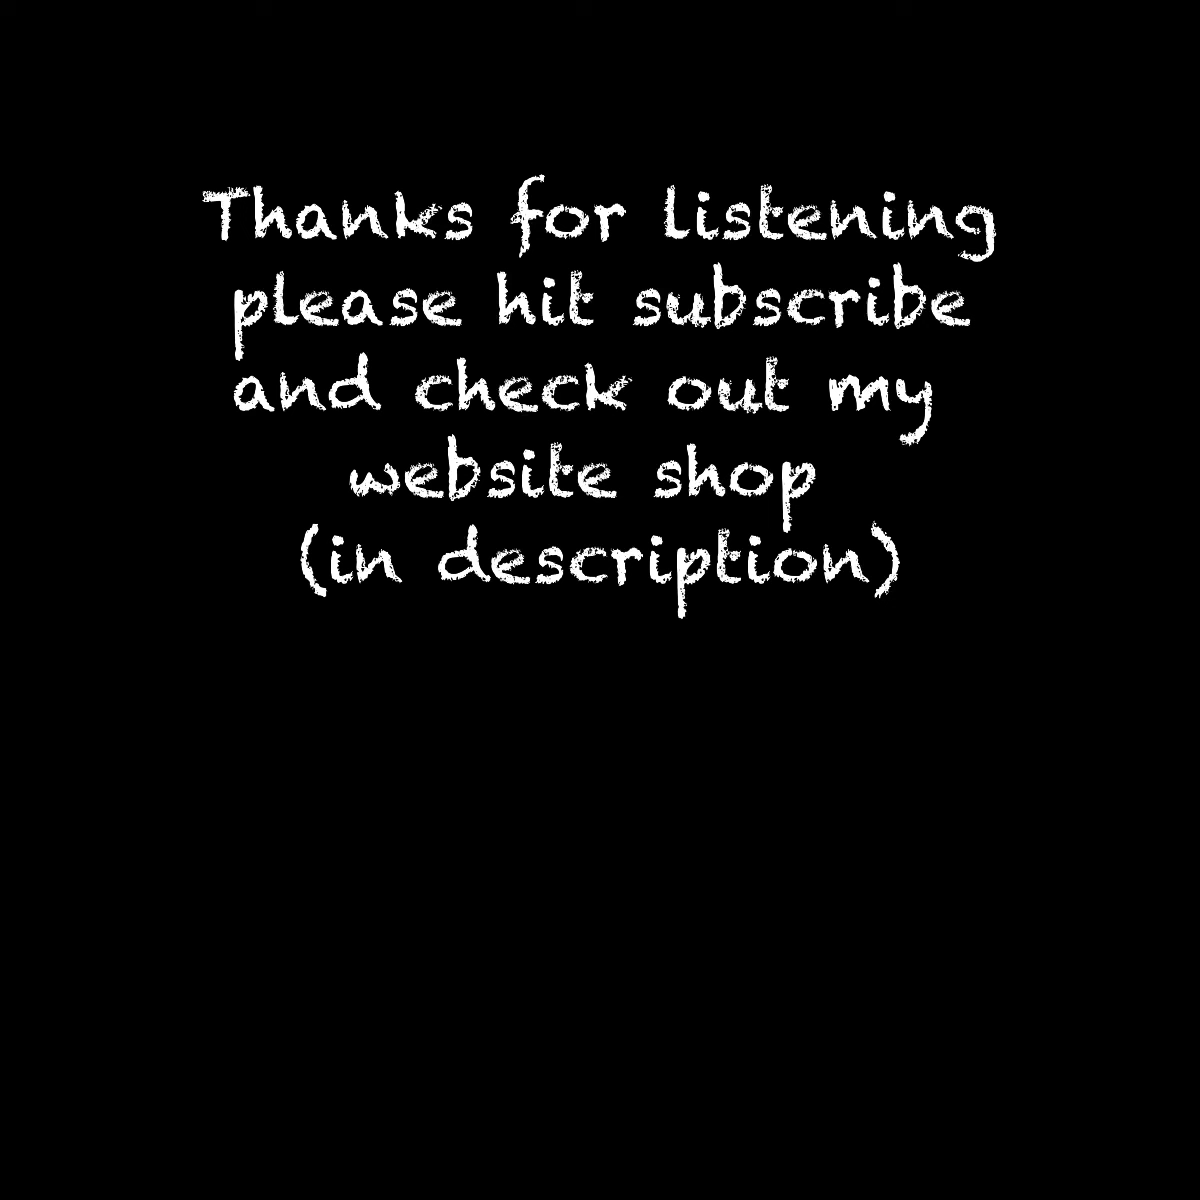 Thanks for listening
please hit subscribe
and check out my
website shop
(in description)